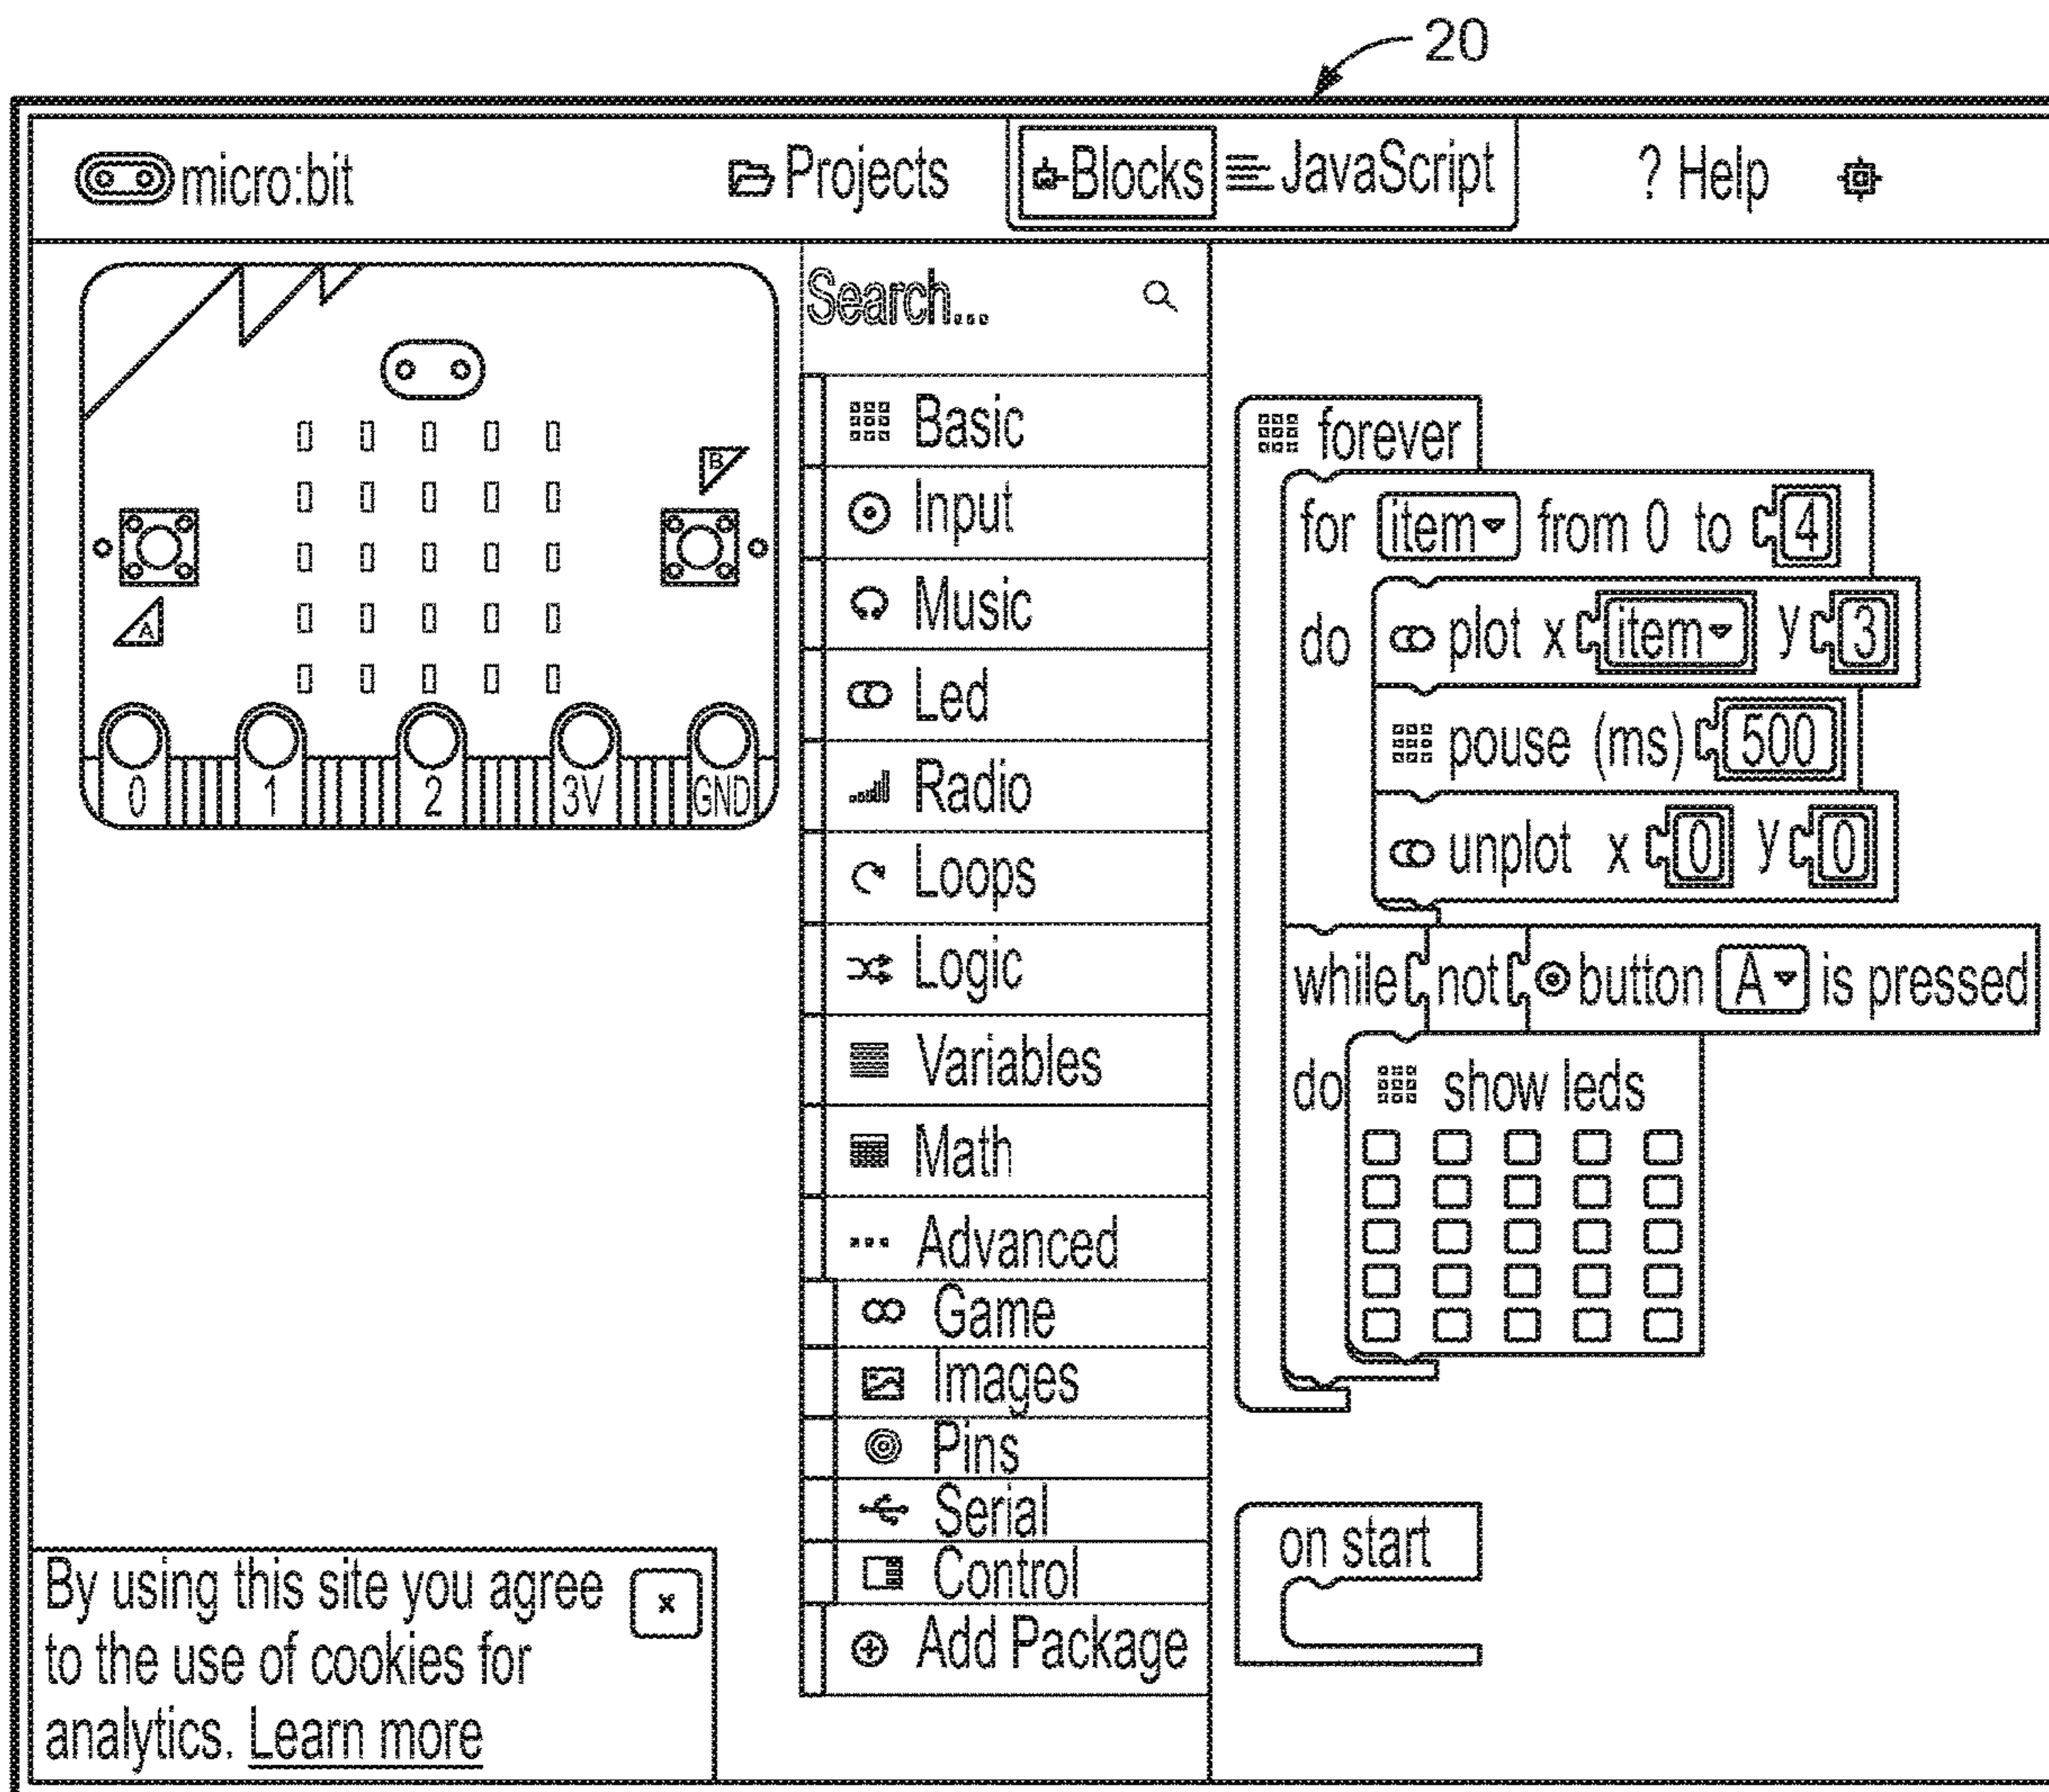 20
micro:bit
Projects
Blocks
JavaScript
? Help
B
A
0 1 2 3V GND
Search...
Basic
Input
Music
Led
Radio
Loops
Logic
Variables
Math
Advanced
Game
Images
Pins
Serial
Control
Add Package
forever
for item from 0 to 4
do plot x item y 3
pouse (ms) 500
unplot x 0 y 0
while not button A is pressed
do show leds
on start
By using this site you agree
to the use of cookies for
analytics. Learn more
x